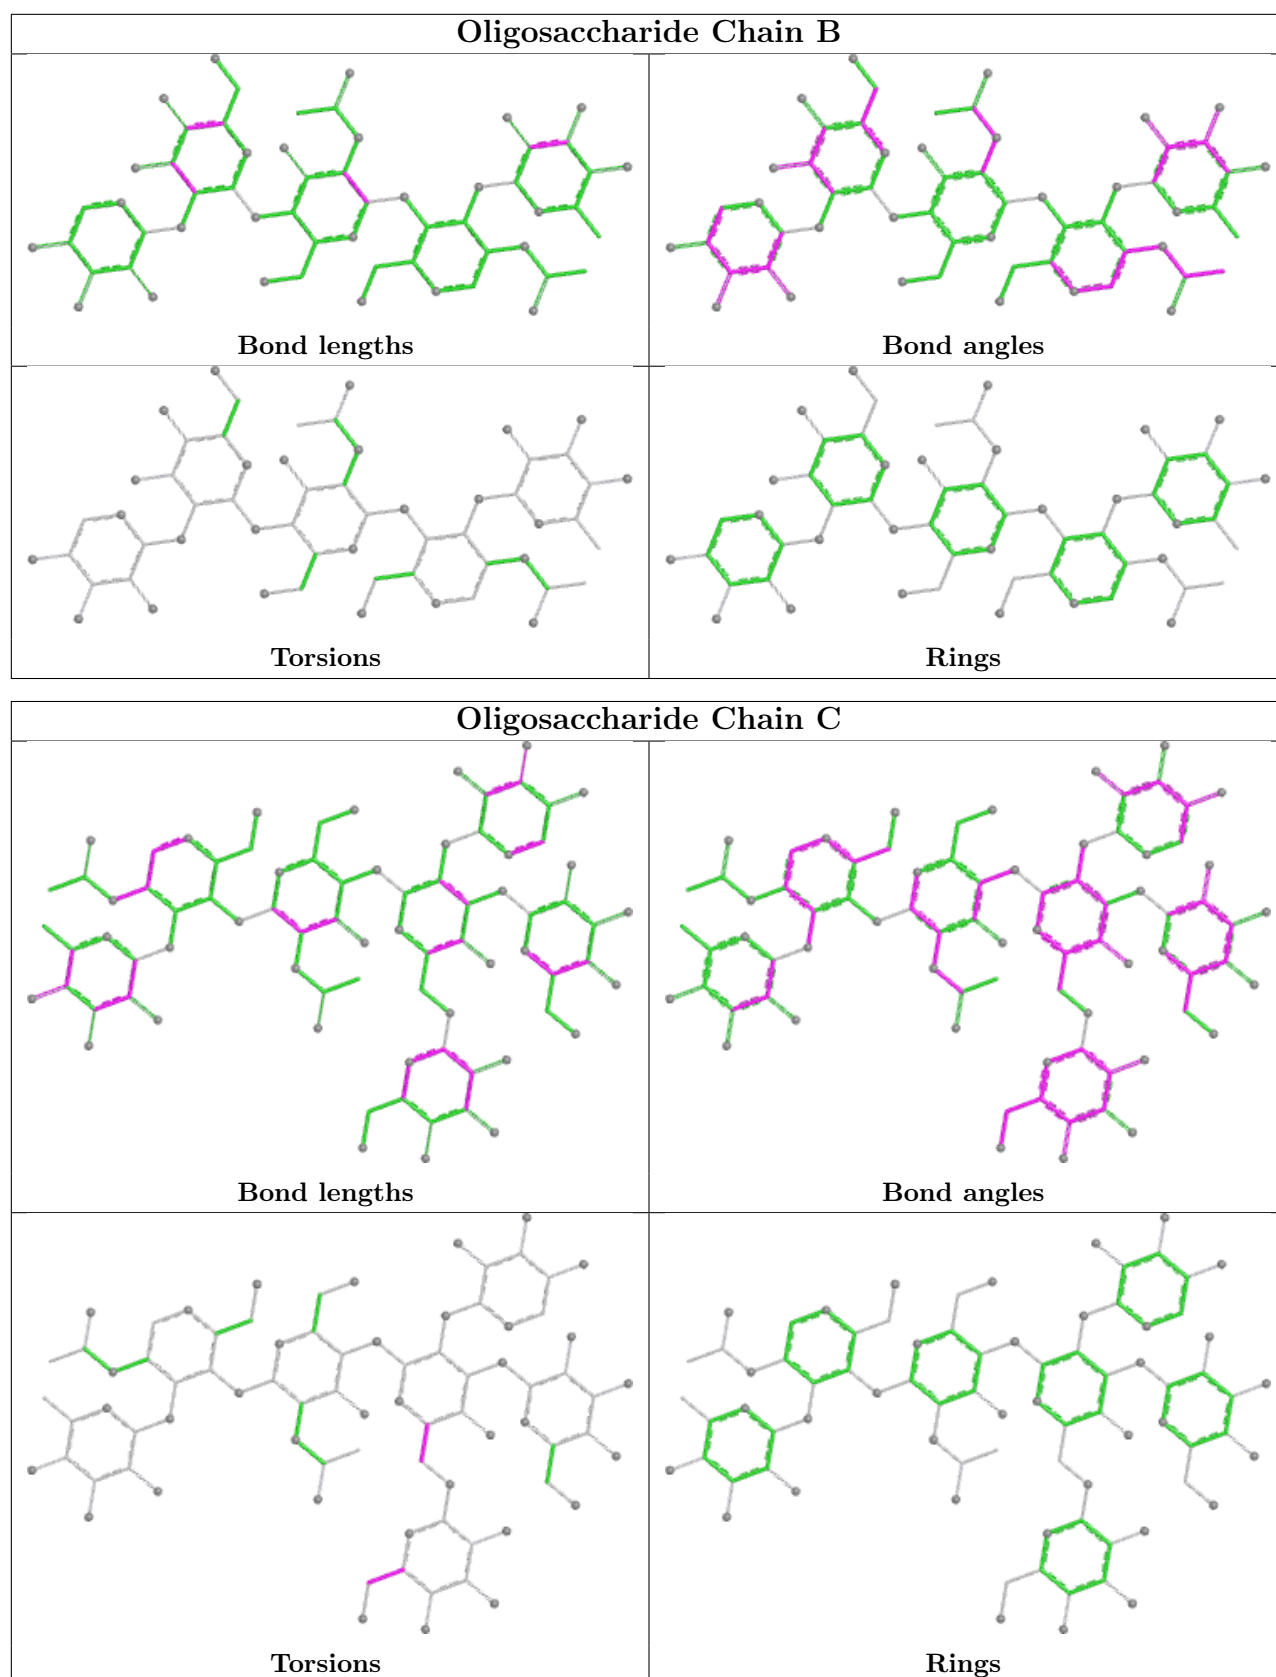 Oligosaccharide Chain B
Bond lengths
Bond angles
Torsions
Rings
Oligosaccharide Chain C
Bond lengths
Bond angles
Torsions
Rings